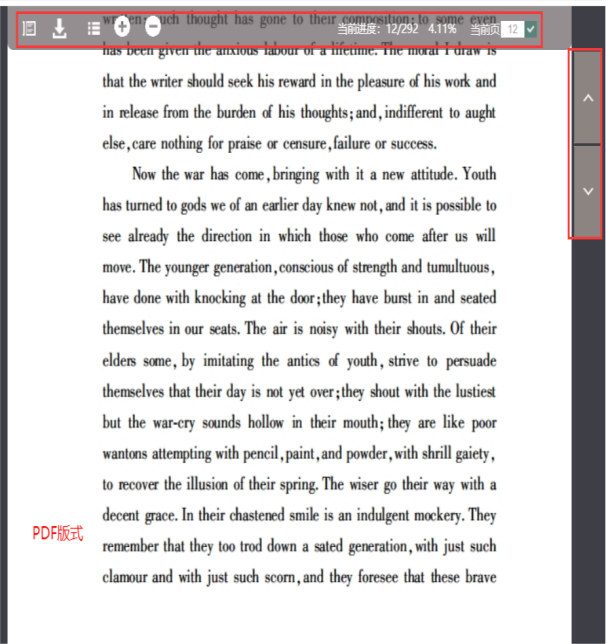 written: such thought has gone to their composition; to some even
当前进度：12/292 4.11% 当前页 12
has been given the anxious labour of a lifetime. The moral I draw is
that the writer should seek his reward in the pleasure of his work and
in release from the burden of his thoughts; and, indifferent to aught
else, care nothing for praise or censure, failure or success.
Now the war has come, bringing with it a new attitude. Youth
has turned to gods we of an earlier day knew not, and it is possible to
see already the direction in which those who come after us will
move. The younger generation, conscious of strength and tumultuous,
have done with knocking at the door; they have burst in and seated
themselves in our seats. The air is noisy with their shouts. Of their
elders some, by imitating the antics of youth, strive to persuade
themselves that their day is not yet over; they shout with the lustiest
but the war-cry sounds hollow in their mouth; they are like poor
wantons attempting with pencil, paint, and powder, with shrill gaiety,
to recover the illusion of their spring. The wiser go their way with a
decent grace. In their chastened smile is an indulgent mockery. They
remember that they too trod down a sated generation, with just such
clamour and with just such scorn, and they foresee that these brave
PDF版式